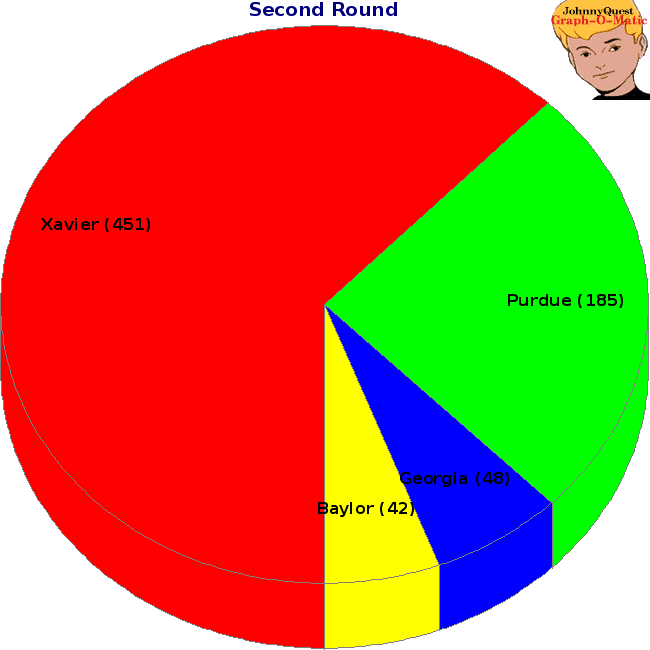 Second Round
JohnnyQuest
Graph-O-Matic
Xavier (451)
Purdue (185)
Georgia (48)
Baylor (42)